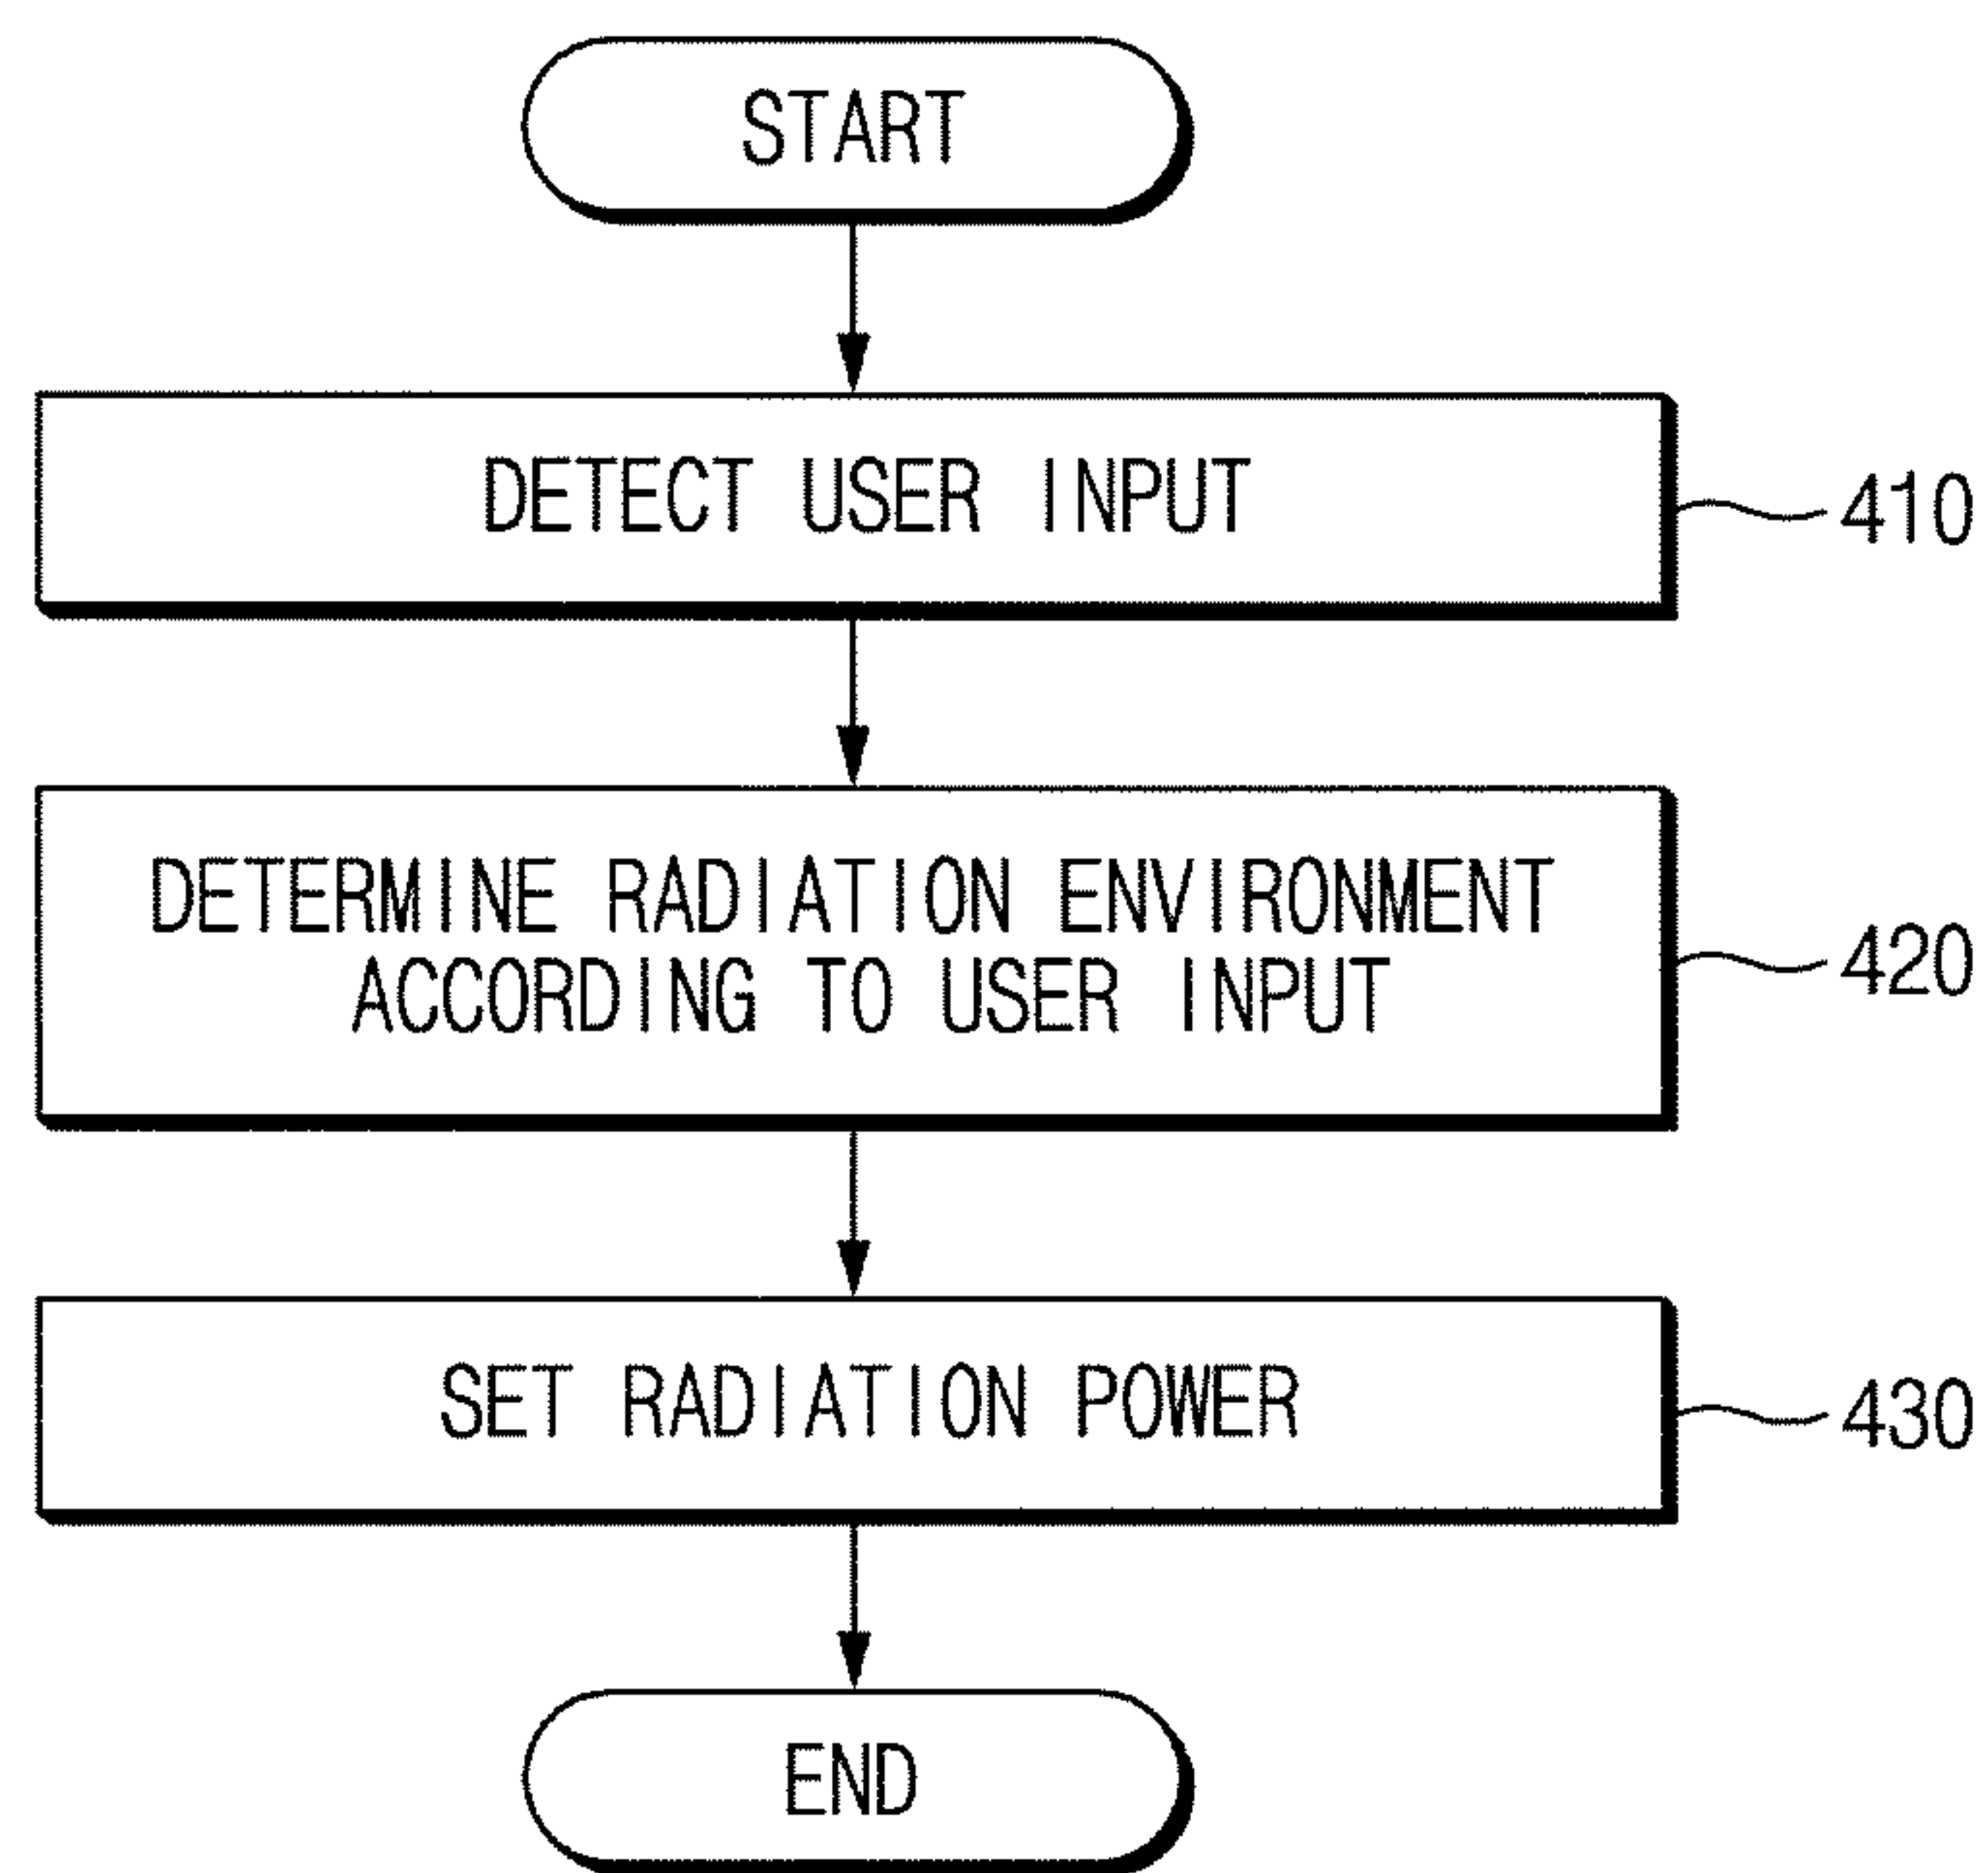 START
DETECT USER INPUT
410
DETERMINE RADIATION ENVIRONMENT
ACCORDING TO USER INPUT
420
SET RADIATION POWER
430
END